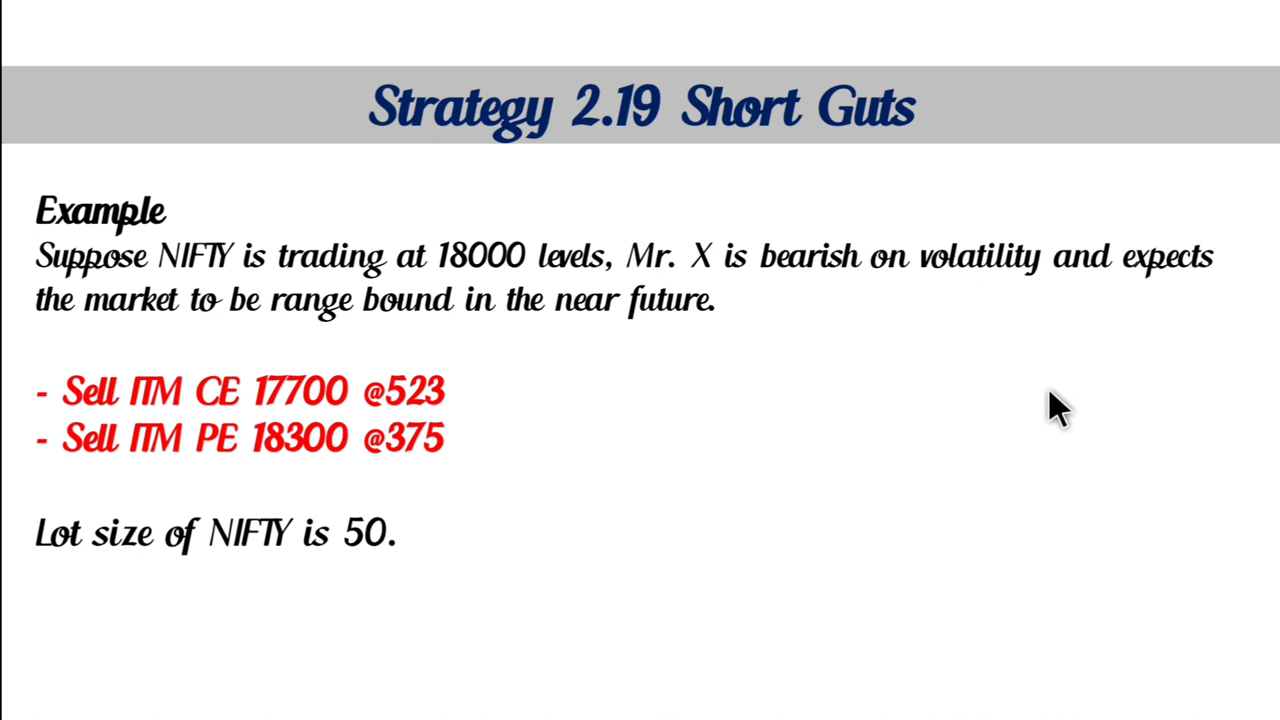 Strategy 2.19 Short Guts
Example
Suppose NIFTY is trading at 18000 levels, Mr. X is bearish on volatility and expects
the market to be range bound in the near future.
- Sell ITM CE 17700 @523
- Sell ITM PE 18300 @375
Lot size of NIFTY is 50.